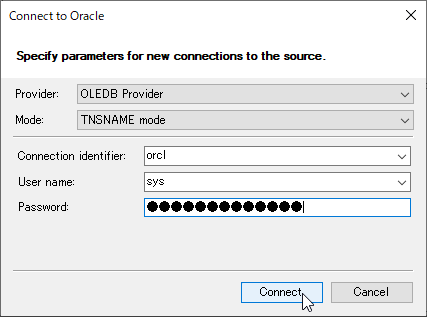 Connect to Oracle
Specify parameters for new connections to the source.
Provider: OLEDB Provider
Mode: TNSNAME mode
Connection identifier: orcl
User name: sys
Password: ●●●●●●●●●●●●●
Connect Cancel